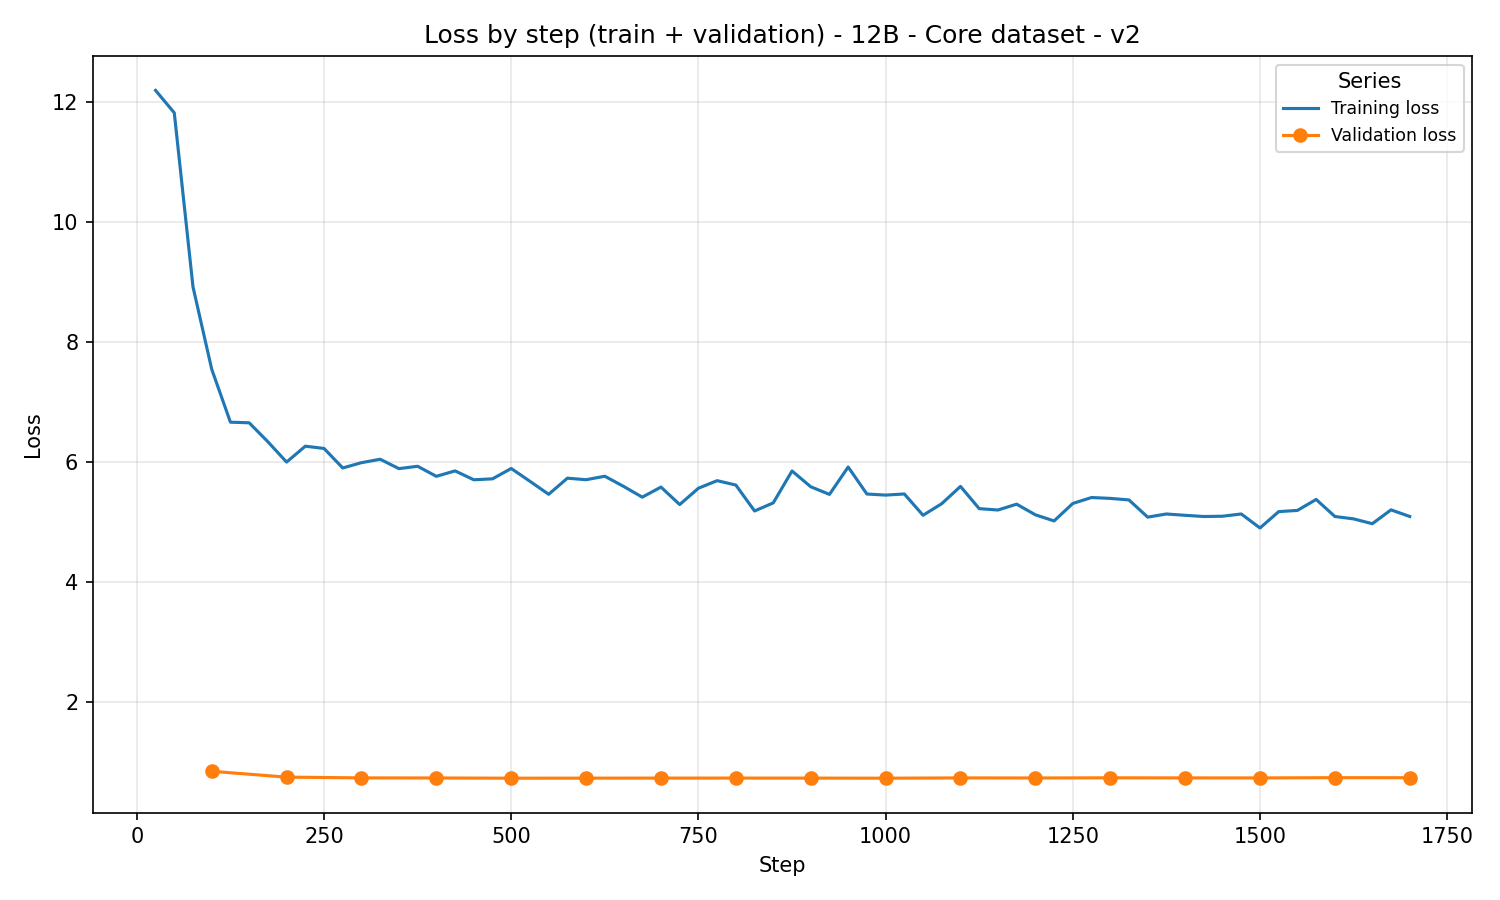 Loss by step (train + validation) - 12B - Core dataset - v2
Series
Training loss
Validation loss
Loss
12
10
8
6
4
2
0 250 500 750 1000 1250 1500 1750
Step